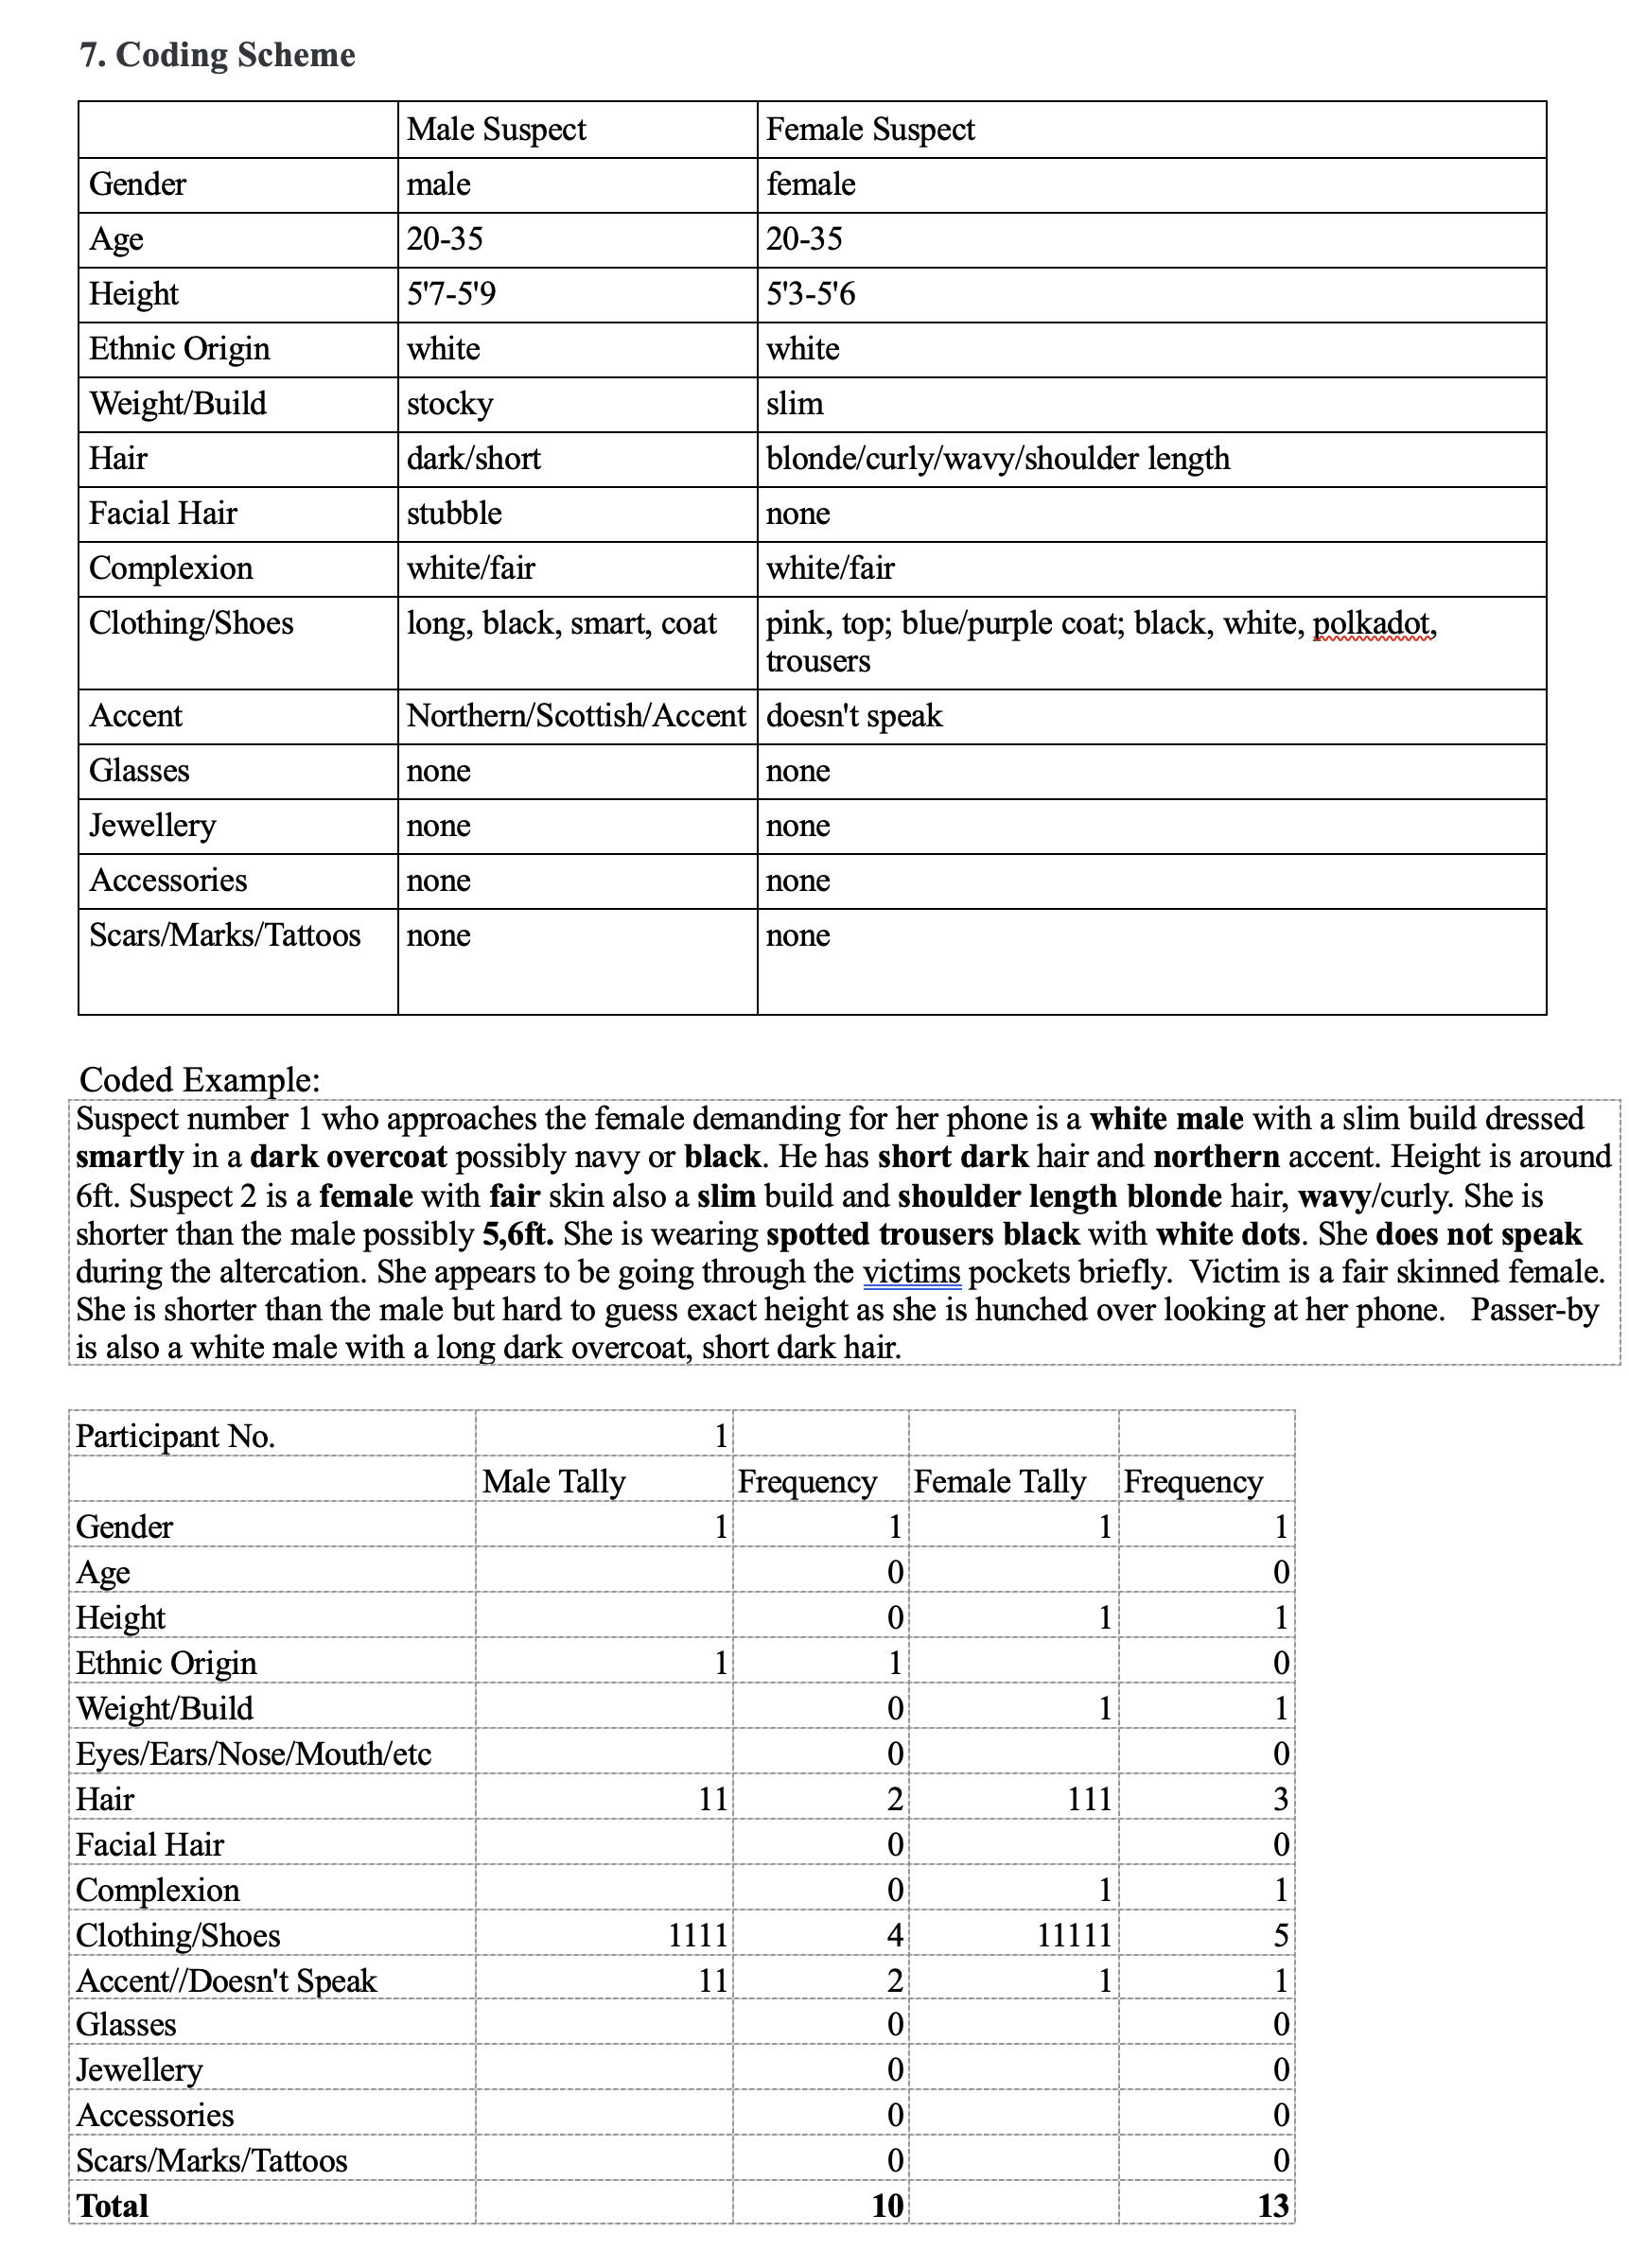 7. Coding Scheme
Male Suspect Female Suspect
Gender male female
Age 20-35 20-35
Height 5'7-5'9 5'3-5'6
Ethnic Origin white white
Weight/Build stocky slim
Hair dark/short blonde/curly/wavy/shoulder length
Facial Hair stubble none
Complexion white/fair white/fair
Clothing/Shoes long, black, smart, coat pink, top; blue/purple coat; black, white, polkadot,
trousers
Accent Northern/Scottish/Accent doesn't speak
Glasses none none
Jewellery none none
Accessories none none
Scars/Marks/Tattoos none none
Coded Example:
Suspect number 1 who approaches the female demanding for her phone is a white male with a slim build dressed
smartly in a dark overcoat possibly navy or black. He has short dark hair and northern accent. Height is around
6ft. Suspect 2 is a female with fair skin also a slim build and shoulder length blonde hair, wavy/curly. She is
shorter than the male possibly 5,6ft. She is wearing spotted trousers black with white dots. She does not speak
during the altercation. She appears to be going through the victims pockets briefly.  Victim is a fair skinned female.
She is shorter than the male but hard to guess exact height as she is hunched over looking at her phone.   Passer-by
is also a white male with a long dark overcoat, short dark hair.
Participant No. 1
Male Tally Frequency Female Tally Frequency
Gender 1 1 1 1
Age 0 0
Height 0 1 1
Ethnic Origin 1 1 0
Weight/Build 0 1 1
Eyes/Ears/Nose/Mouth/etc 0 0
Hair 11 2 111 3
Facial Hair 0 0
Complexion 0 1 1
Clothing/Shoes 1111 4 11111 5
Accent//Doesn't Speak 11 2 1 1
Glasses 0 0
Jewellery 0 0
Accessories 0 0
Scars/Marks/Tattoos 0 0
Total 10 13